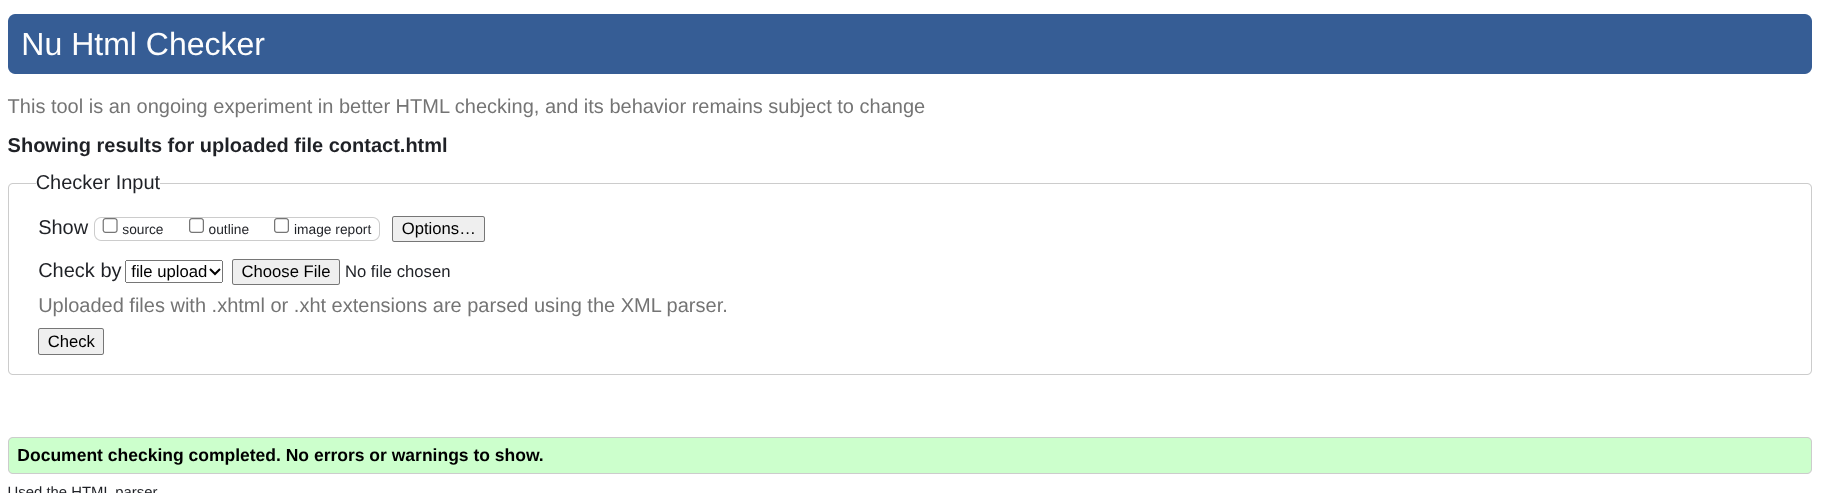 Nu Html Checker
This tool is an ongoing experiment in better HTML checking, and its behavior remains subject to change
Showing results for uploaded file contact.html
Checker Input
Show source outline image report Options…
Check by file upload Choose File No file chosen
Uploaded files with .xhtml or .xht extensions are parsed using the XML parser.
Check
Document checking completed. No errors or warnings to show.
Used the HTML parser.